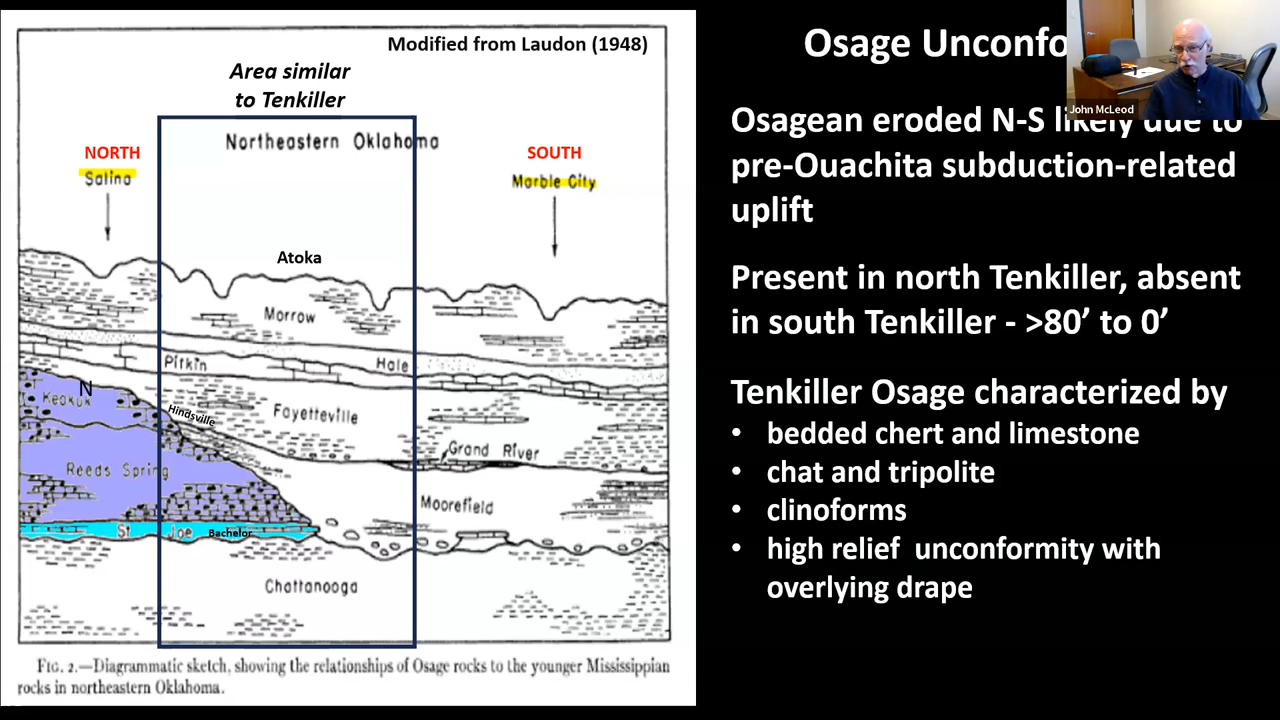 Modified from Laudon (1948)
Area similar
to Tenkiller
Northeastern Oklahoma
NORTH
Salina
SOUTH
Marble City
Atoka
Morrow
Pitkin
Hale
N
Keokuk
Hindsville
Fayetteville
Grand River
Reeds Spring
Moorefield
St Joe
Bachelor
Chattanooga
FIG. 2.—Diagrammatic sketch, showing the relationships of Osage rocks to the younger Mississippian
rocks in northeastern Oklahoma.
Osage Unconfo
John McLeod
Osagean eroded N-S likely due to
pre-Ouachita subduction-related
uplift
Present in north Tenkiller, absent
in south Tenkiller - >80’ to 0’
Tenkiller Osage characterized by
• bedded chert and limestone
• chat and tripolite
• clinoforms
• high relief unconformity with
overlying drape